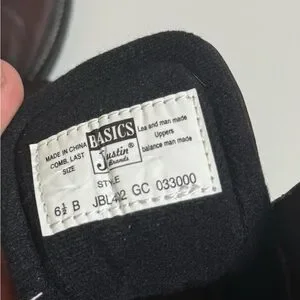 MADE IN CHINA
COMB. LAST
SIZE
BASICS
Justin®
Brands
STYLE
Lea and man made
Uppers
balance man made
6½ B JBL402 GC 033000